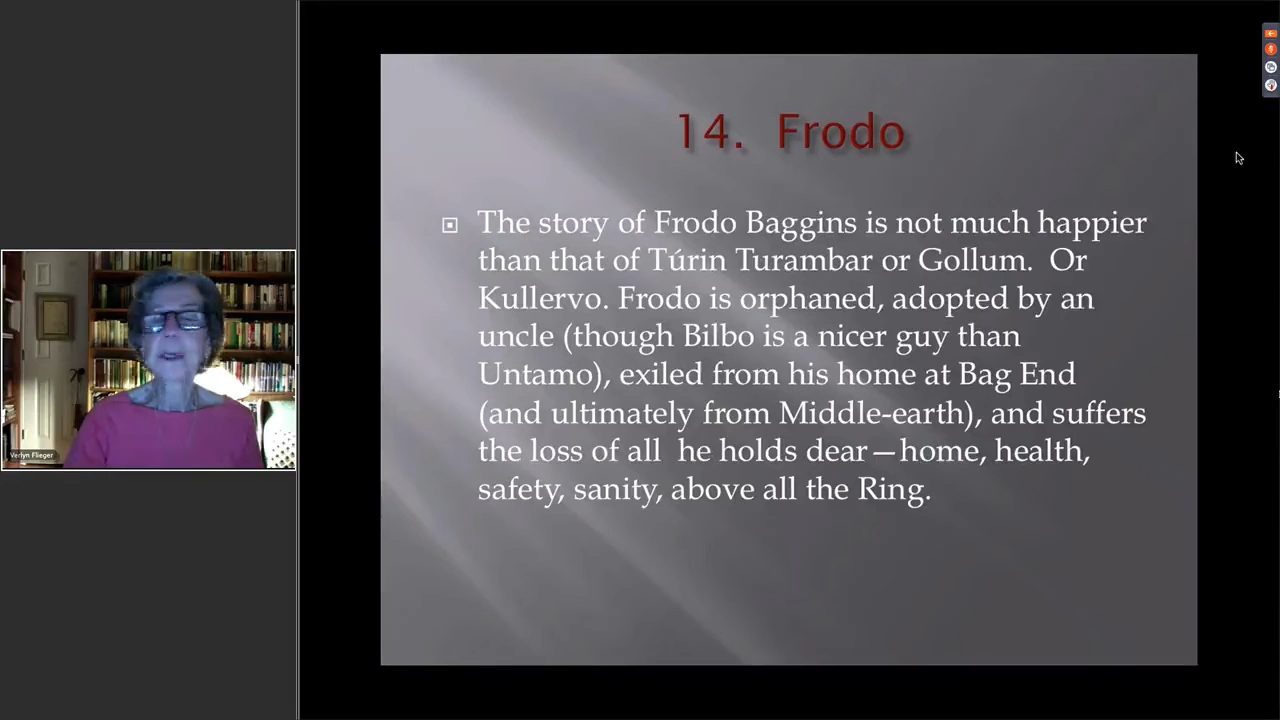 14. Frodo
The story of Frodo Baggins is not much happier
than that of Túrin Turambar or Gollum.  Or
Kullervo. Frodo is orphaned, adopted by an
uncle (though Bilbo is a nicer guy than
Untamo), exiled from his home at Bag End
(and ultimately from Middle-earth), and suffers
the loss of all  he holds dear—home, health,
safety, sanity, above all the Ring.
Verlyn Flieger